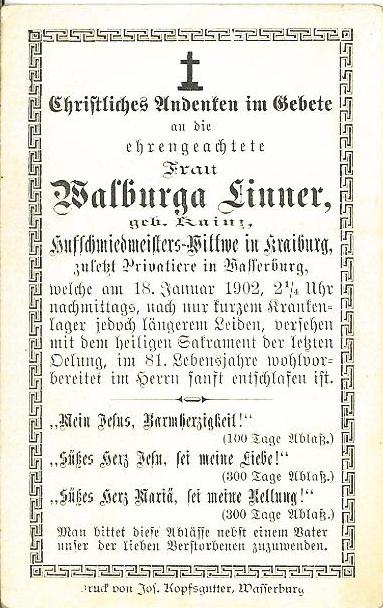 Christliches Andenken im Gebete
an die
ehrengeachtete
Frau
Walburga Linner,
geb. Kainz,
Hufschmiedmeisters-Wittwe in Kraiburg,
zuletzt Privatiere in Wasserburg,
welche am 18. Januar 1902, 2¼ Uhr
nachmittags, nach nur kurzem Kranken-
lager jedoch längerem Leiden, versehen
mit dem heiligen Sakrament der letzten
Oelung, im 81. Lebensjahre wohlvor-
bereitet im Herrn sanft entschlafen ist.
„Mein Jesus, Barmherzigkeit!“
(100 Tage Ablaß.)
„Süßes Herz Jesu, sei meine Liebe!“
(300 Tage Ablaß.)
„Süßes Herz Mariä, sei meine Rettung!“
(300 Tage Ablaß.)
Man bittet diese Ablässe nebst einem Vater
unser der lieben Verstorbenen zuzuwenden.
Druck von Jos. Kopfsgutter, Wasserburg